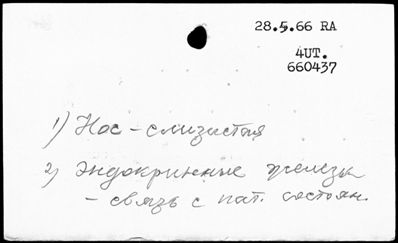 28.5.66 RA
4UT.
660437
1) Нос - слизистая
2) Эндокринные железы
- связь с пат. состоян.